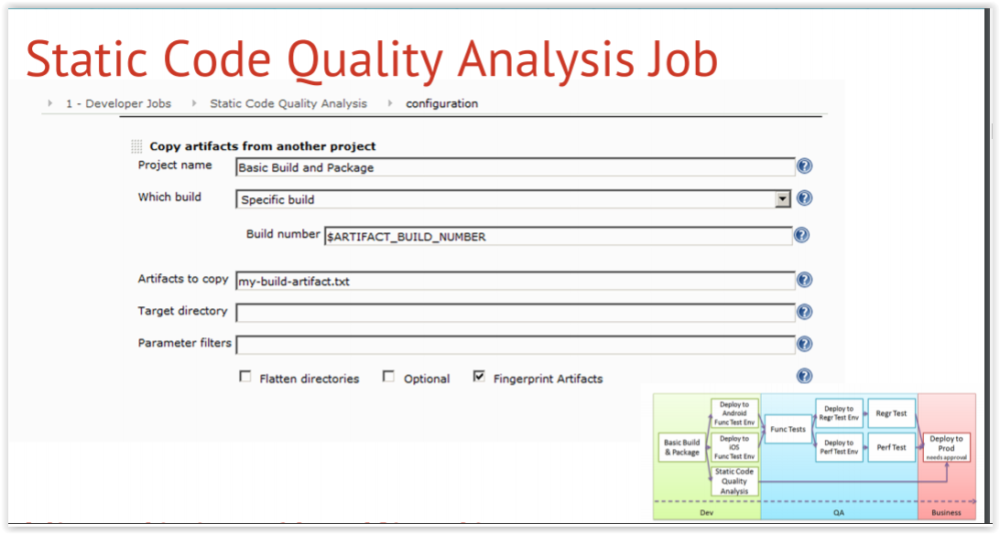 Static Code Quality Analysis Job
1 - Developer Jobs Static Code Quality Analysis configuration
Copy artifacts from another project
Project name Basic Build and Package
Which build Specific build
Build number $ARTIFACT_BUILD_NUMBER
Artifacts to copy my-build-artifact.txt
Target directory
Parameter filters
Flatten directories Optional Fingerprint Artifacts
Basic Build
& Package
Deploy to
Android
Func Test Env
Deploy to
iOS
Func Test Env
Static Code
Quality
Analysis
Func Tests
Deploy to
Regr Test Env
Regr Test
Deploy to
Perf Test Env
Perf Test
Deploy to
Prod
needs approval
Dev QA Business